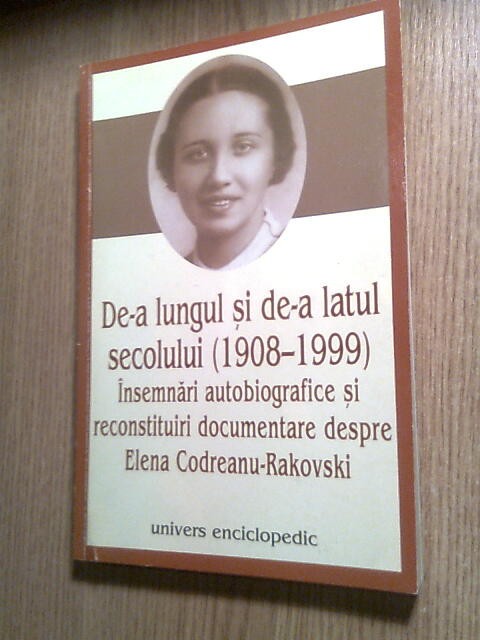 De-a lungul și de-a latul
secolului (1908–1999)
Însemnări autobiografice și
reconstituiri documentare despre
Elena Codreanu-Rakovski
univers enciclopedic